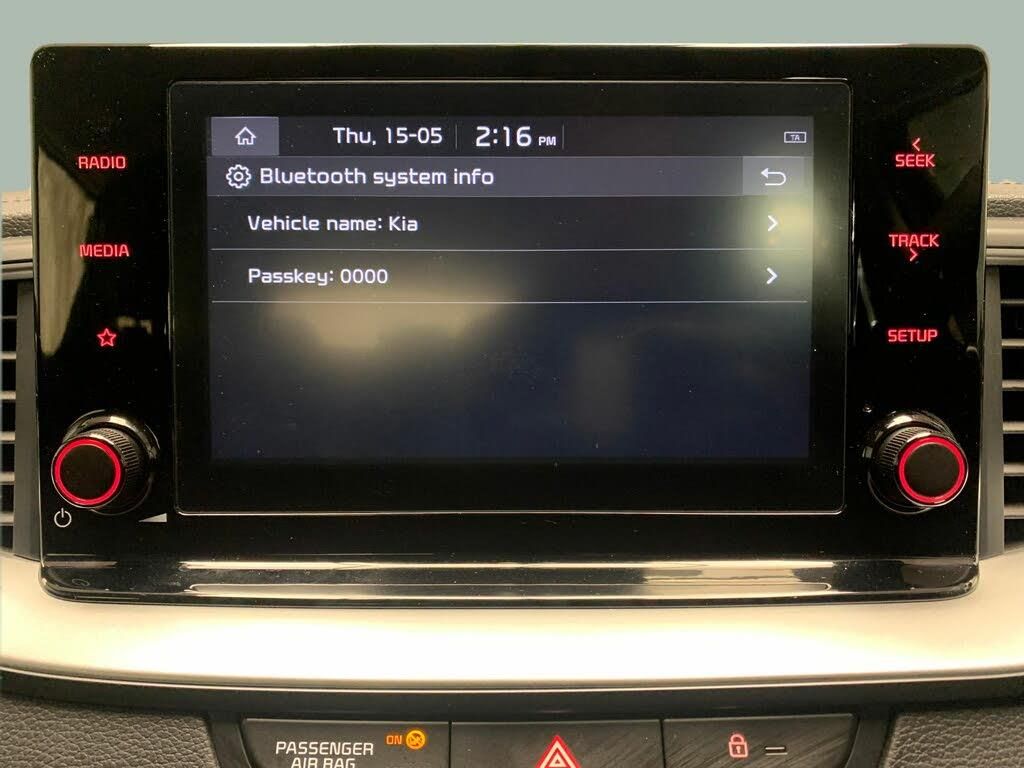 Thu, 15-05 2:16 PM TA
Bluetooth system info
Vehicle name: Kia
Passkey: 0000
RADIO
MEDIA
SEEK
TRACK
SETUP
PASSENGER
AIR BAG
ON